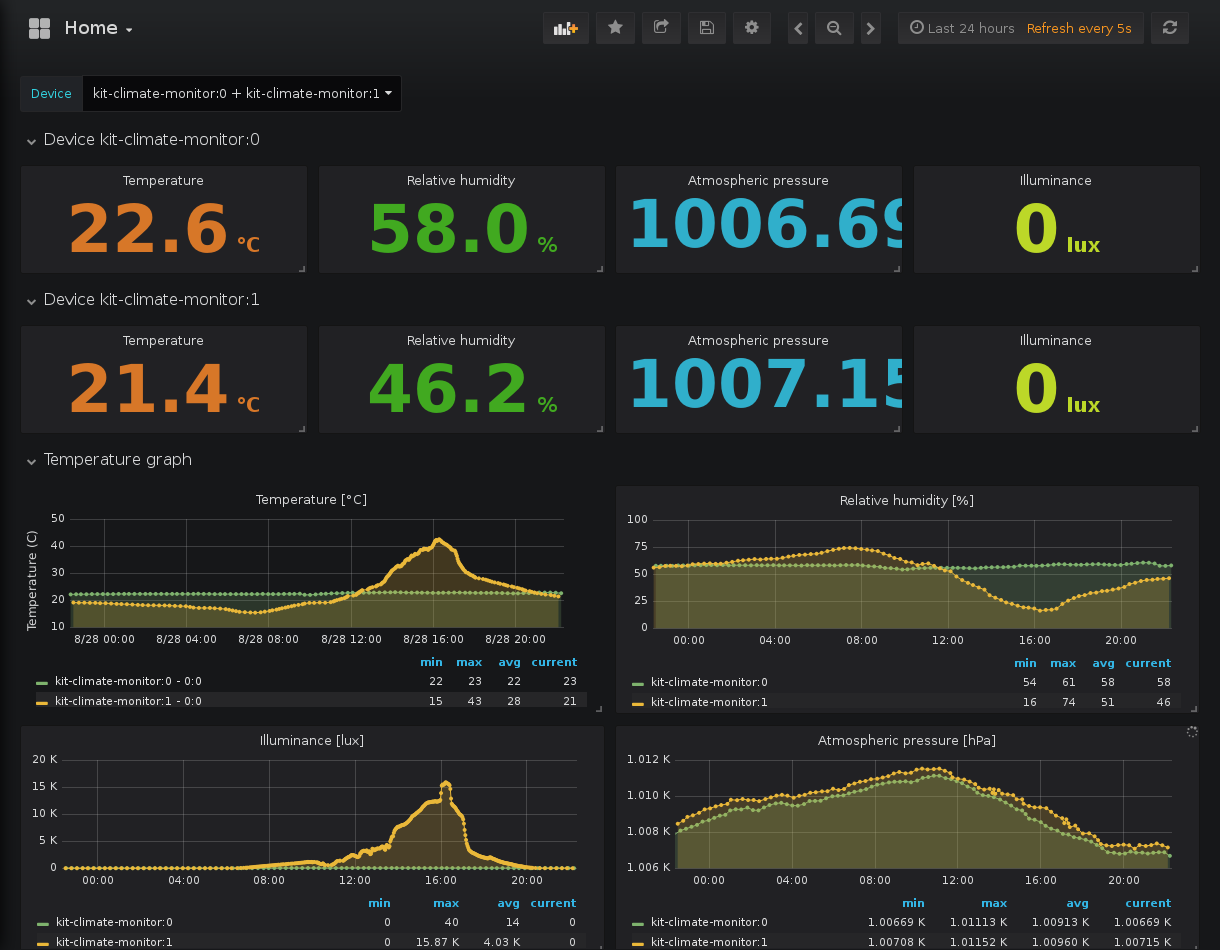 Home
Last 24 hours Refresh every 5s
Device kit-climate-monitor:0 + kit-climate-monitor:1
Device kit-climate-monitor:0
Temperature Relative humidity Atmospheric pressure Illuminance
22.6 °C 58.0 % 1006.69 0 lux
Device kit-climate-monitor:1
Temperature Relative humidity Atmospheric pressure Illuminance
21.4 °C 46.2 % 1007.15 0 lux
Temperature graph
Temperature [°C]
Temperature (C)
50
40
30
20
10
8/28 00:00 8/28 04:00 8/28 08:00 8/28 12:00 8/28 16:00 8/28 20:00
min max avg current
kit-climate-monitor:0 - 0:0 22 23 22 23
kit-climate-monitor:1 - 0:0 15 43 28 21
Relative humidity [%]
100
75
50
25
0
00:00 04:00 08:00 12:00 16:00 20:00
min max avg current
kit-climate-monitor:0 54 61 58 58
kit-climate-monitor:1 16 74 51 46
Illuminance [lux]
20 K
15 K
10 K
5 K
0
00:00 04:00 08:00 12:00 16:00 20:00
min max avg current
kit-climate-monitor:0 0 40 14 0
kit-climate-monitor:1 0 15.87 K 4.03 K 0
Atmospheric pressure [hPa]
1.012 K
1.010 K
1.008 K
1.006 K
00:00 04:00 08:00 12:00 16:00 20:00
min max avg current
kit-climate-monitor:0 1.00669 K 1.01113 K 1.00913 K 1.00669 K
kit-climate-monitor:1 1.00708 K 1.01152 K 1.00960 K 1.00715 K